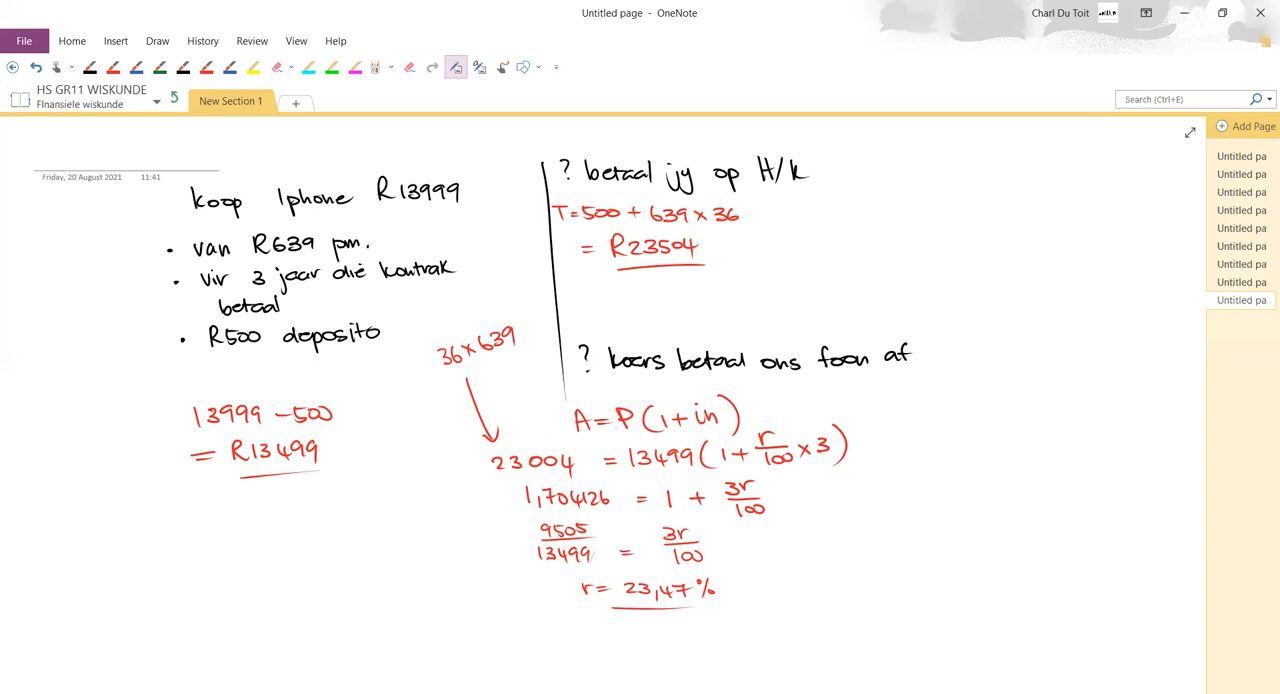 Untitled page - OneNote
Charl Du Toit
File Home Insert Draw History Review View Help
HS GR11 WISKUNDE
FInansiele wiskunde
New Section 1
+
Search (Ctrl+E)
Add Page
Untitled pa
Untitled pa
Untitled pa
Untitled pa
Untitled pa
Untitled pa
Untitled pa
Untitled pa
Untitled pa
Friday, 20 August 2021 11:41
koop Iphone R13999
• van R639 pm.
• vir 3 jaar die kontrak
betaal
• R500 deposito
13999 - 500
= R13499
? betaal jy op H/k
T = 500 + 639 × 36
= R23504
? koers betaal ons foon af
36 × 639
A = P(1 + in)
23004 = 13499(1 + r/100 × 3)
1,704126 = 1 + 3r/100
9505/13499 = 3r/100
r = 23,47%